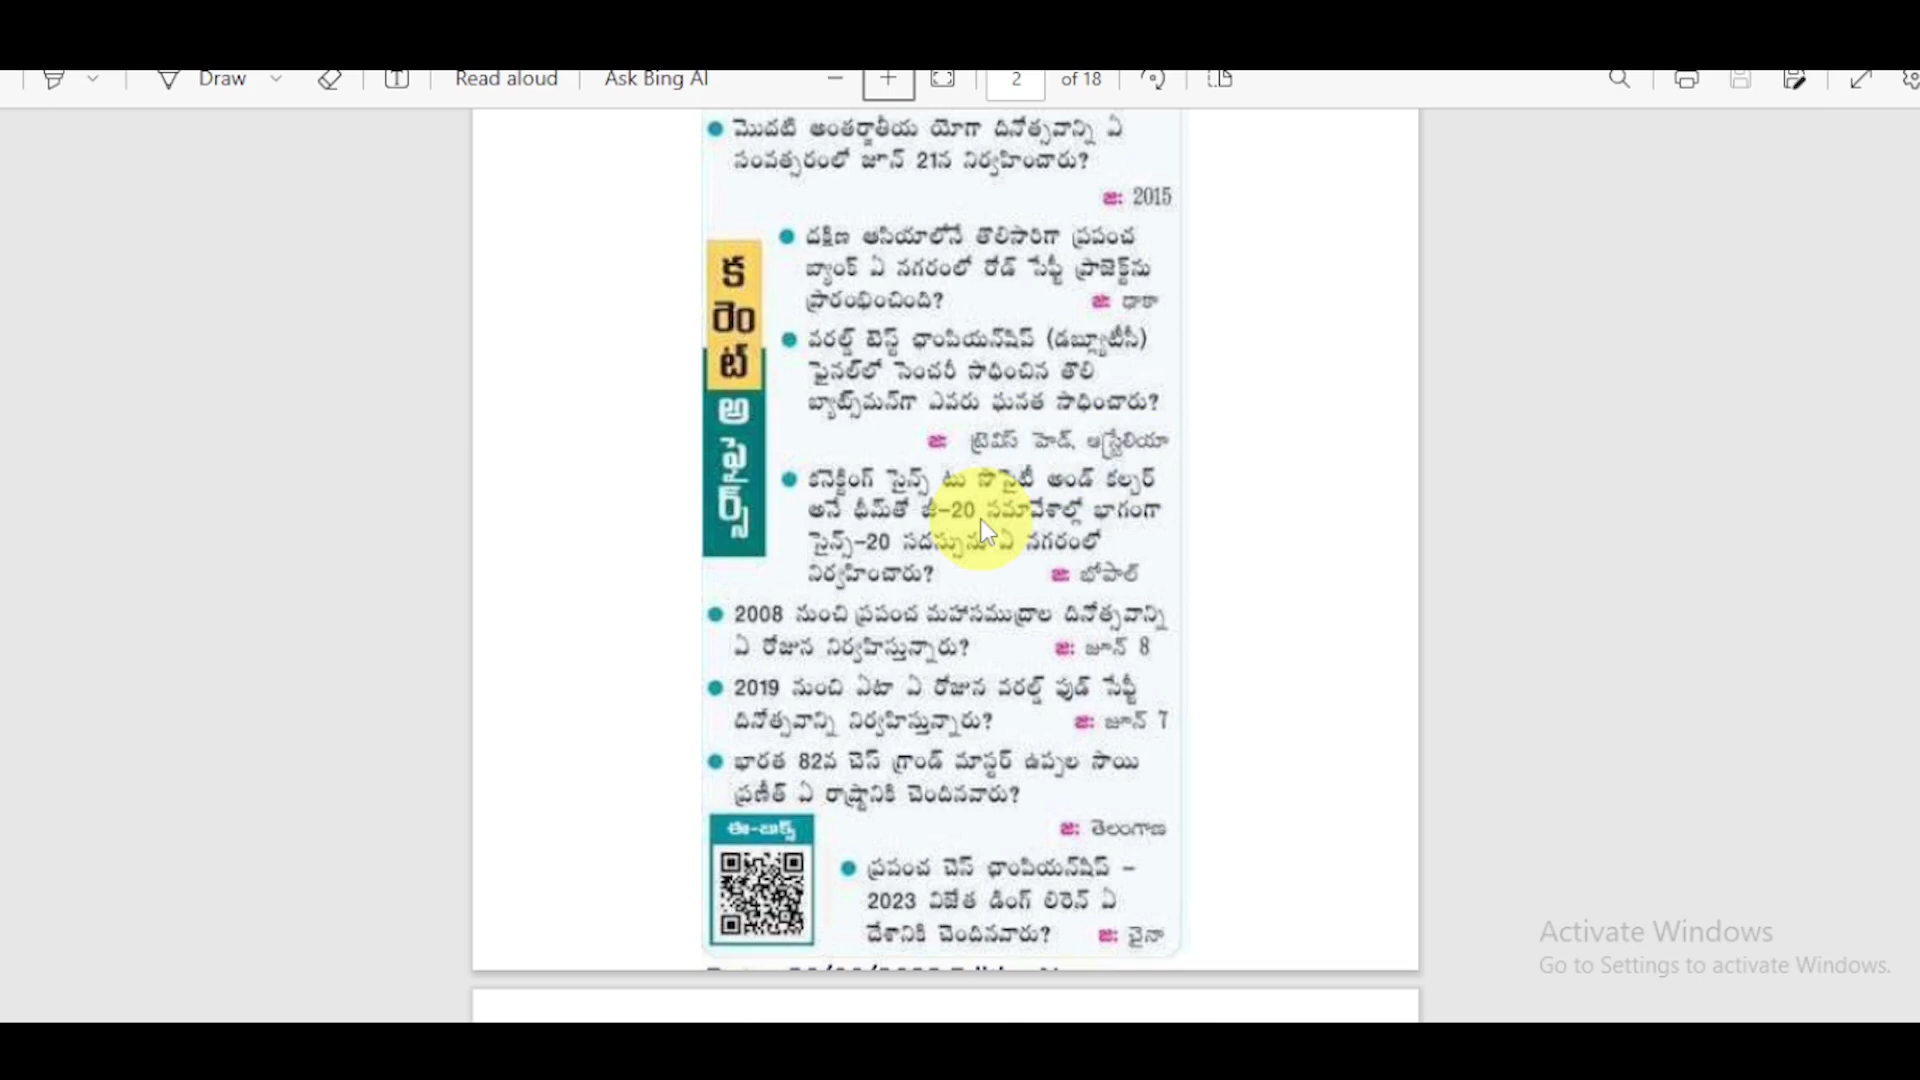 Draw
Read aloud
Ask Bing AI
2 of 18
మొదటి అంతర్జాతీయ యోగా దినోత్సవాన్ని ఏ
సంవత్సరంలో జూన్ 21న నిర్వహించారు?
జ: 2015
కరెంట్ అఫైర్స్
దక్షిణ ఆసియాలోనే తొలిసారిగా ప్రపంచ
బ్యాంక్ ఏ నగరంలో రోడ్ సేఫ్టీ ప్రాజెక్ట్‌ను
ప్రారంభించింది? జ: ఢాకా
వరల్డ్ టెస్ట్ ఛాంపియన్‌షిప్ (డబ్ల్యూటీసీ)
ఫైనల్‌లో సెంచరీ సాధించిన తొలి
బ్యాట్స్‌మన్‌గా ఎవరు ఘనత సాధించారు?
జ: ట్రెవిస్ హెడ్, ఆస్ట్రేలియా
కనెక్టింగ్ సైన్స్ టు సొసైటీ అండ్ కల్చర్
అనే థీమ్‌తో జీ-20 సమావేశాల్లో భాగంగా
సైన్స్-20 సదస్సును ఏ నగరంలో
నిర్వహించారు? జ: భోపాల్
2008 నుంచి ప్రపంచ మహాసముద్రాల దినోత్సవాన్ని
ఏ రోజున నిర్వహిస్తున్నారు? జ: జూన్ 8
2019 నుంచి ఏటా ఏ రోజున వరల్డ్ ఫుడ్ సేఫ్టీ
దినోత్సవాన్ని నిర్వహిస్తున్నారు? జ: జూన్ 7
భారత 82వ చెస్ గ్రాండ్ మాస్టర్ ఉప్పల సాయి
ప్రణీత్ ఏ రాష్ట్రానికి చెందినవారు?
జ: తెలంగాణ
ఈ-బుక్స్
ప్రపంచ చెస్ ఛాంపియన్‌షిప్ -
2023 విజేత డింగ్ లిరెన్ ఏ
దేశానికి చెందినవారు? జ: చైనా
Activate Windows
Go to Settings to activate Windows.